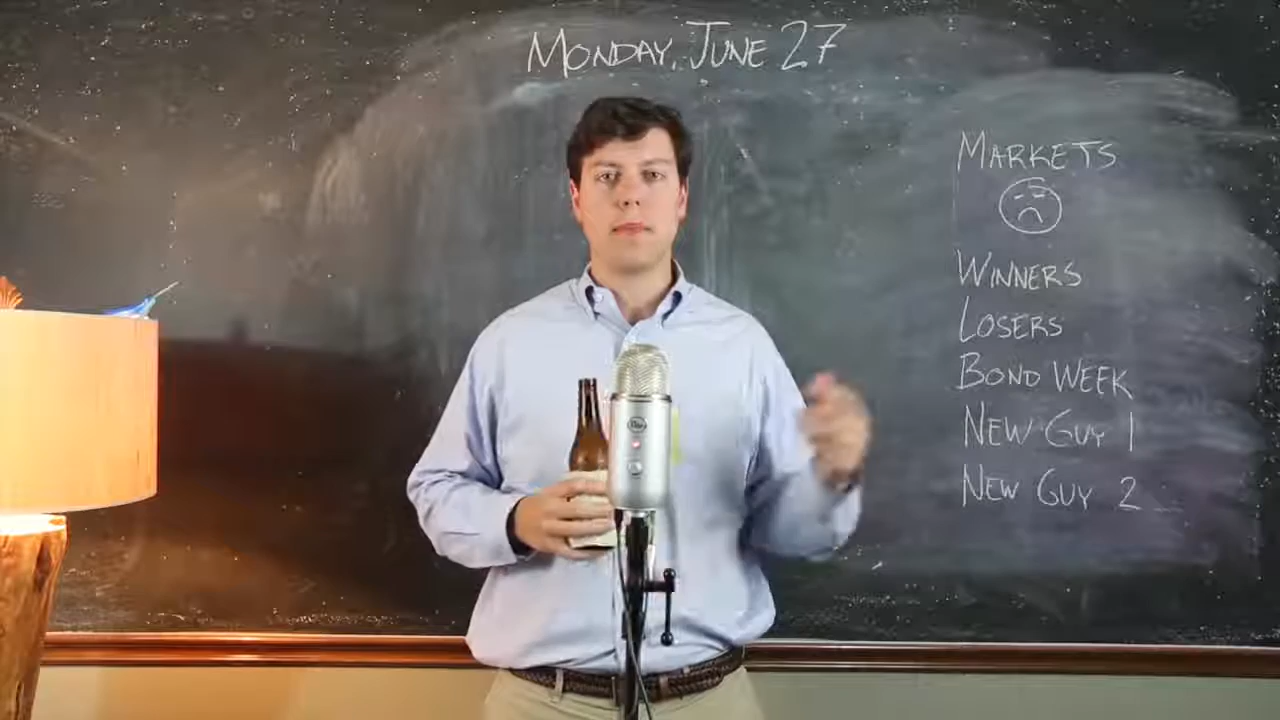 MONDAY, JUNE 27
MARKETS
WINNERS
LOSERS
BOND WEEK
NEW GUY 1
NEW GUY 2